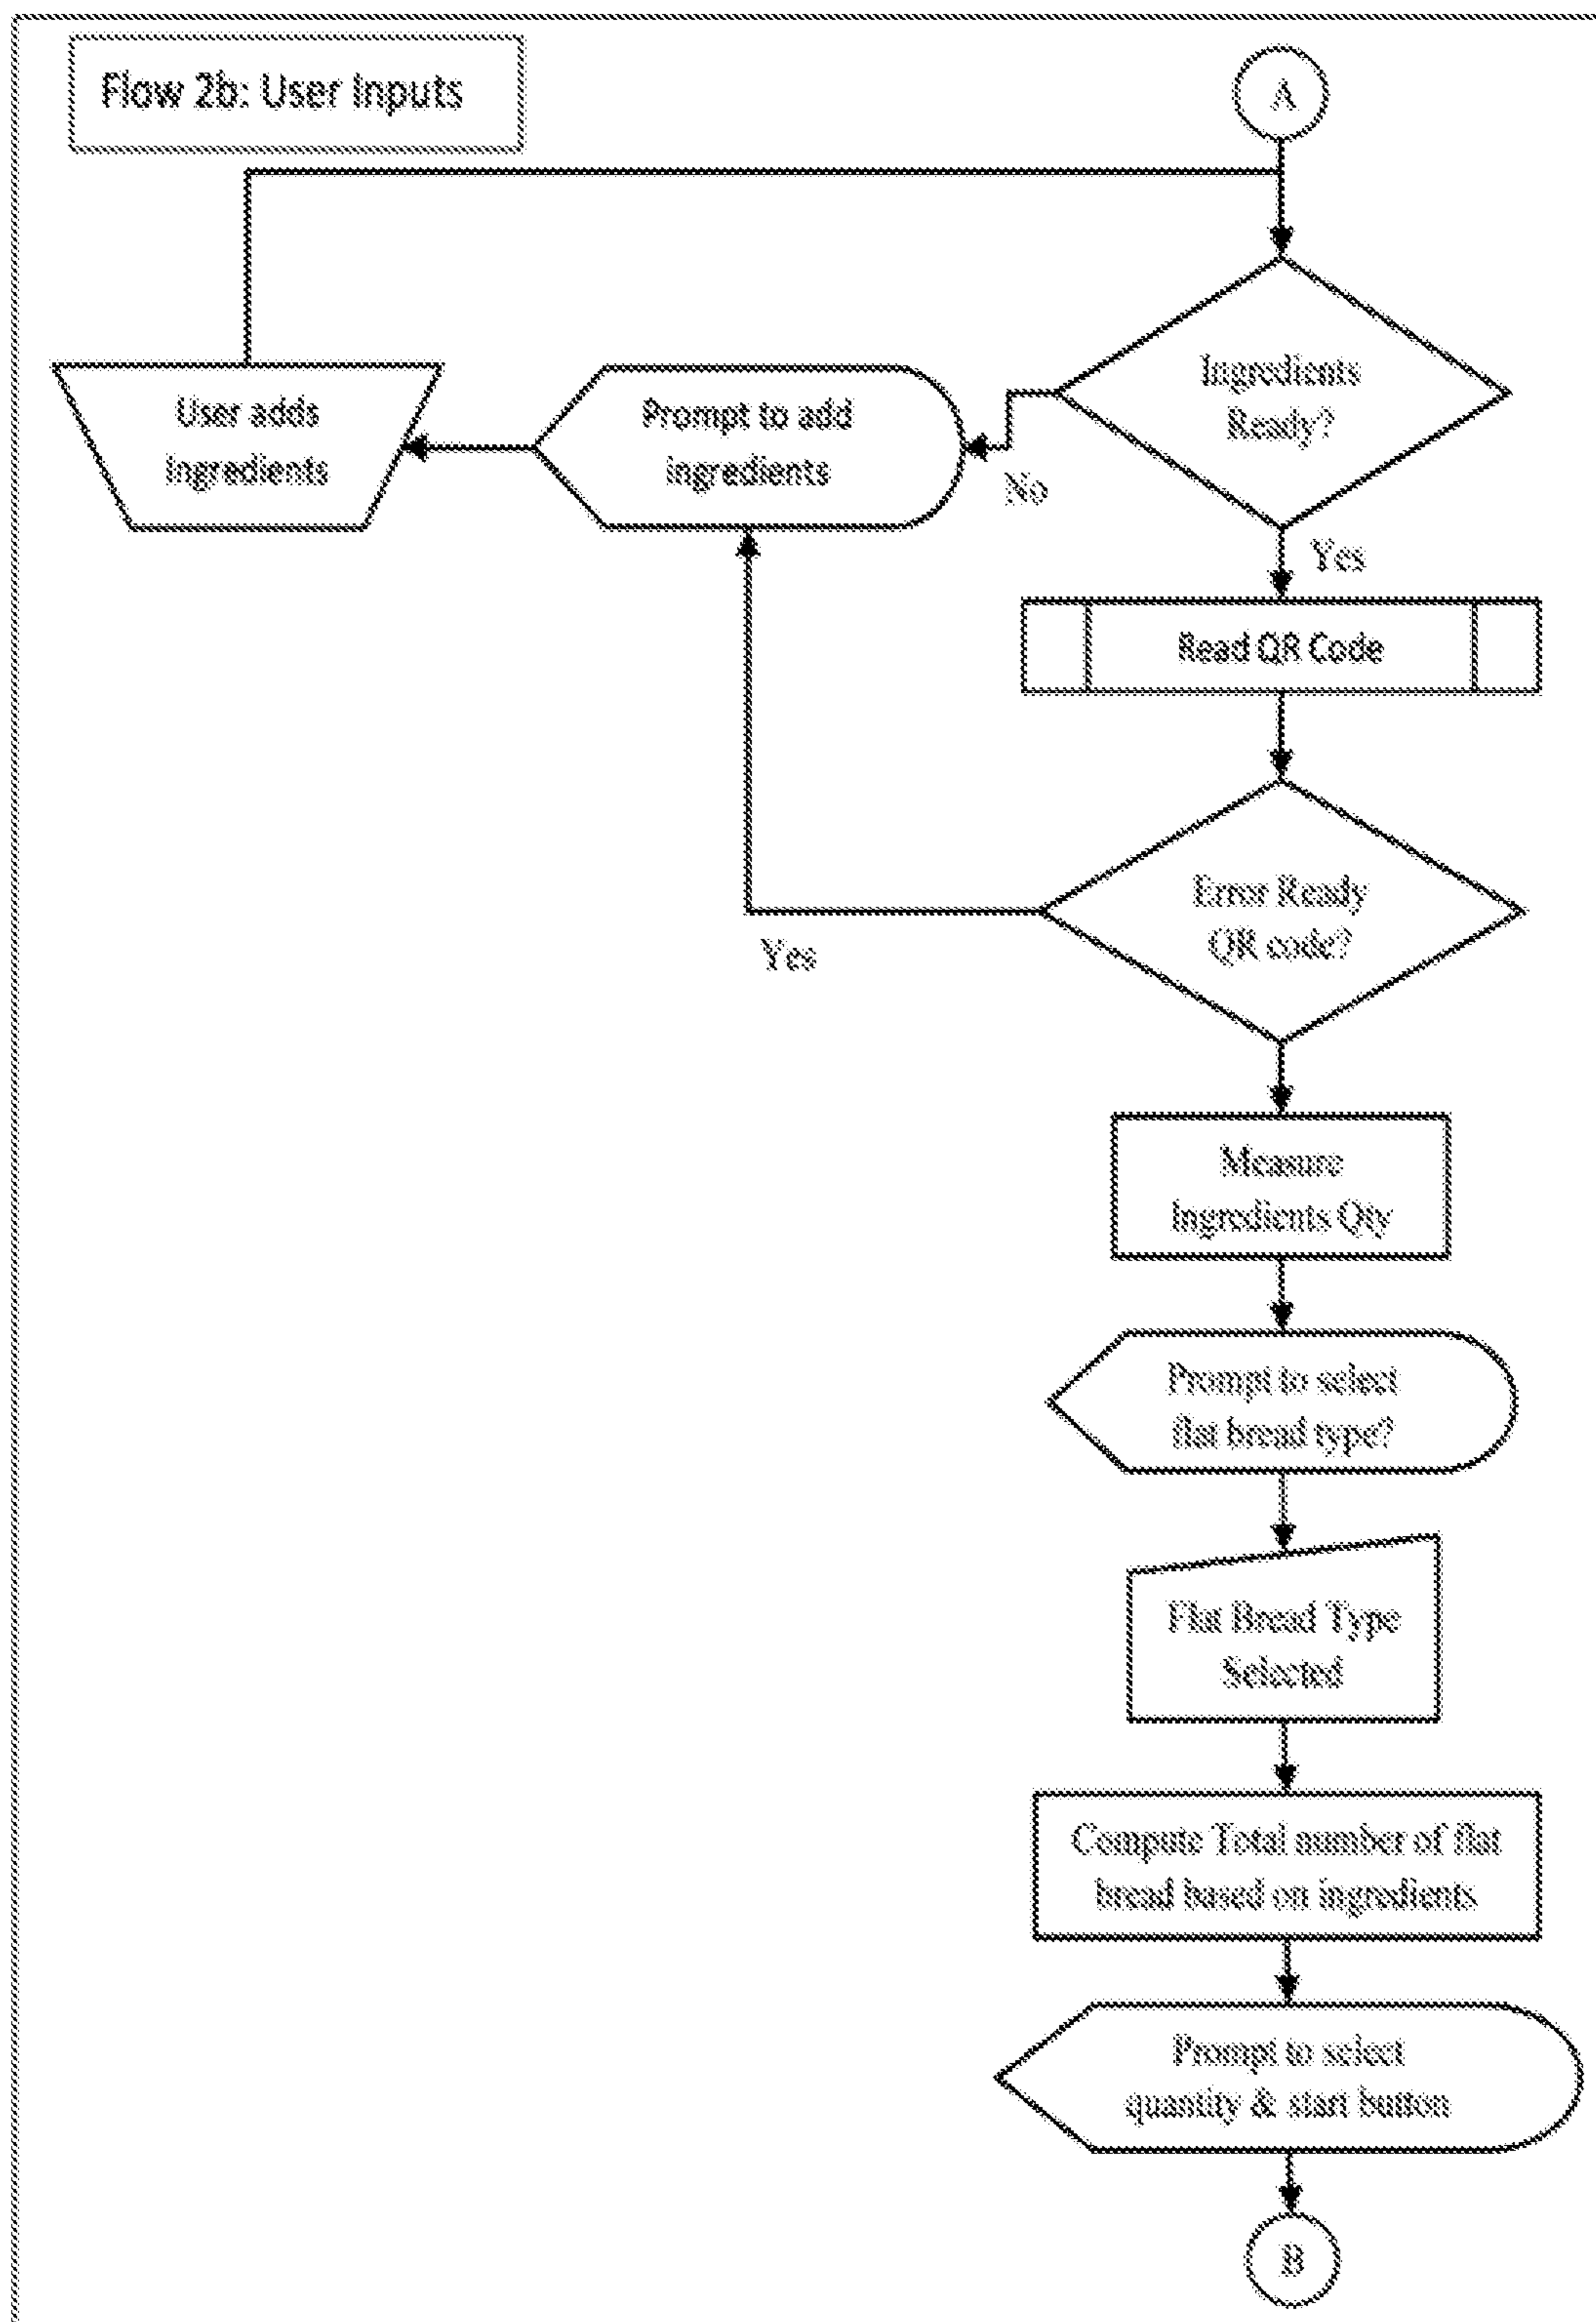 Flow 2b: User Inputs
A
Ingredients
Ready?
User adds
ingredients
Prompt to add
ingredients
No
Yes
Read QR Code
Error Ready
QR code?
Yes
Measure
Ingredients Qty
Prompt to select
flat bread type?
Flat Bread Type
Selected
Compute Total number of flat
bread based on ingredients
Prompt to select
quantity & start button
B